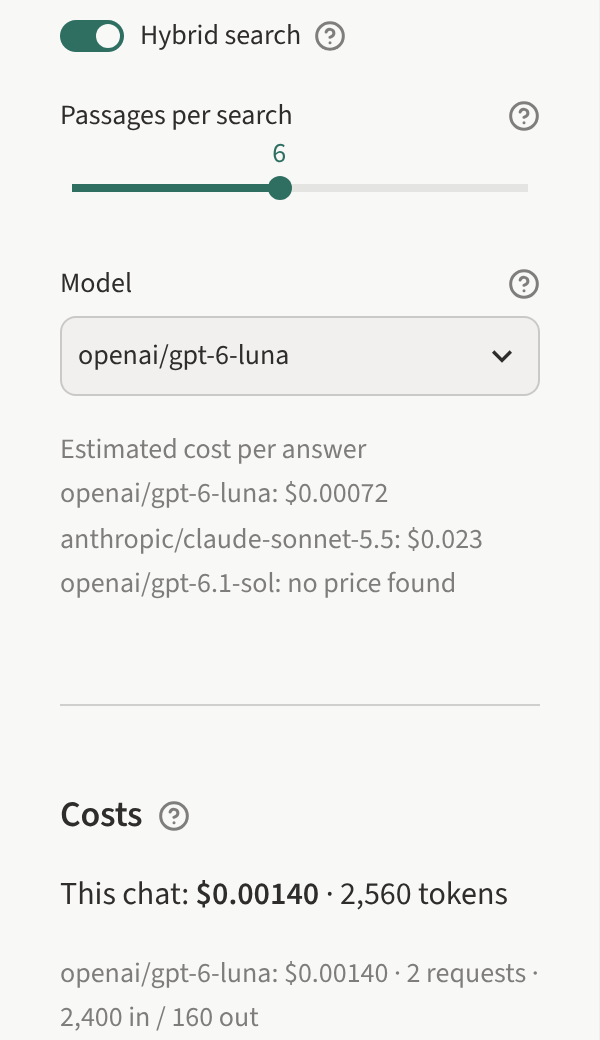 Hybrid search
Passages per search
6
Model
openai/gpt-6-luna
Estimated cost per answer
openai/gpt-6-luna: $0.00072
anthropic/claude-sonnet-5.5: $0.023
openai/gpt-6.1-sol: no price found
Costs
This chat: $0.00140 · 2,560 tokens
openai/gpt-6-luna: $0.00140 · 2 requests ·
2,400 in / 160 out